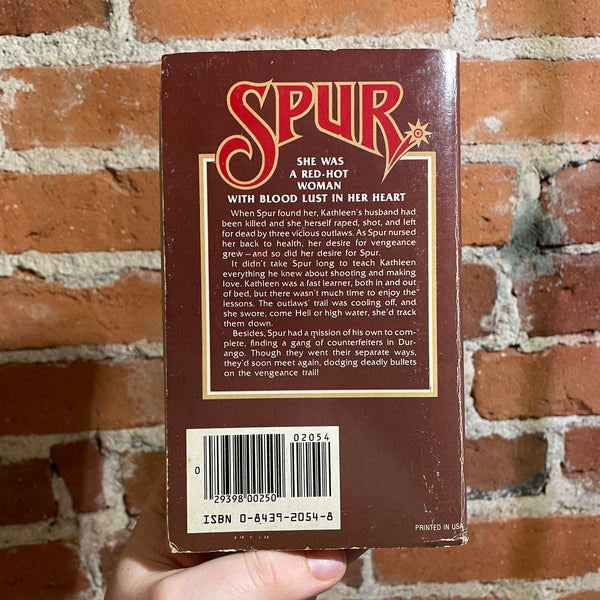 SPUR
SHE WAS
A RED-HOT
WOMAN
WITH BLOOD LUST IN HER HEART
When Spur found her, Kathleen's husband had
been killed and she herself raped, shot, and left
for dead by three vicious outlaws. As Spur nursed
her back to health, her desire for vengeance
grew—and so did her desire for Spur.
It didn't take Spur long to teach Kathleen
everything he knew about shooting and making
love. Kathleen was a fast learner, both in and out
of bed, but there wasn't much time to enjoy the
lessons. The outlaws' trail was cooling off, and
she swore, come Hell or high water, she'd track
them down.
Besides, Spur had a mission of his own to com-
plete, finding a gang of counterfeiters in Dur-
ango. Though they went their separate ways,
they'd soon meet again, dodging deadly bullets
on the vengeance trail!
02054
0
29398 00250
ISBN 0-8439-2054-8
PRINTED IN USA